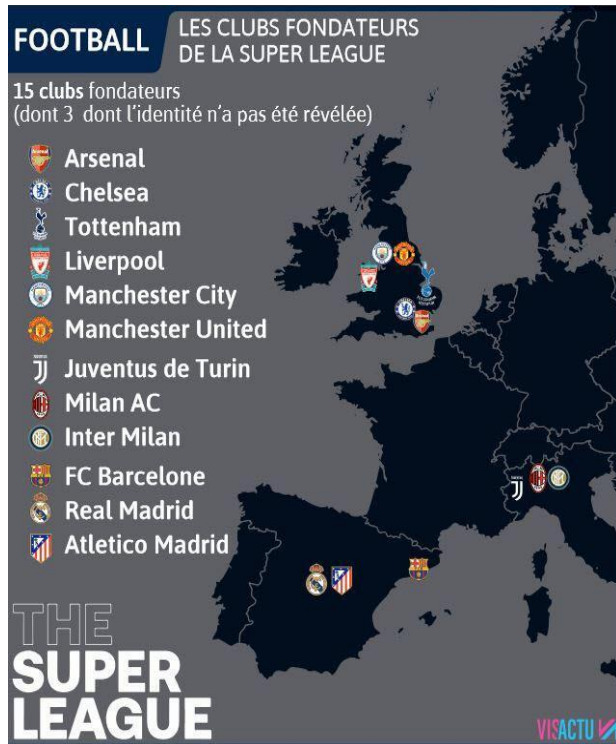 FOOTBALL
LES CLUBS FONDATEURS
DE LA SUPER LEAGUE
15 clubs fondateurs
(dont 3 dont l'identité n'a pas été révélée)
Arsenal
Chelsea
Tottenham
Liverpool
Manchester City
Manchester United
Juventus de Turin
Milan AC
Inter Milan
FC Barcelone
Real Madrid
Atletico Madrid
THE
SUPER
LEAGUE
VISACTU